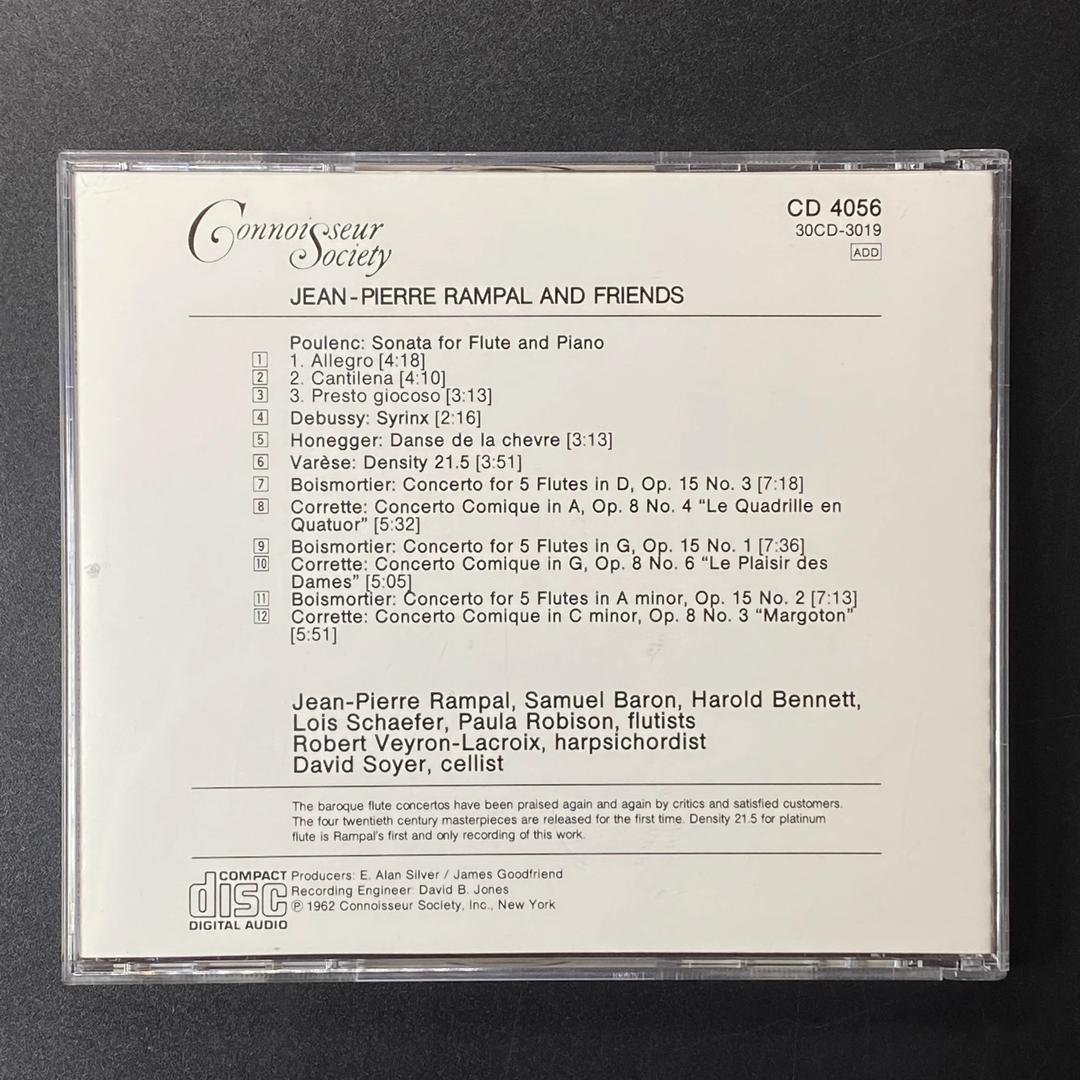 Connoisseur
Society
CD 4056
30CD-3019
ADD
JEAN-PIERRE RAMPAL AND FRIENDS
Poulenc: Sonata for Flute and Piano
1 1. Allegro [4:18]
2 2. Cantilena [4:10]
3 3. Presto giocoso [3:13]
4 Debussy: Syrinx [2:16]
5 Honegger: Danse de la chevre [3:13]
6 Varèse: Density 21.5 [3:51]
7 Boismortier: Concerto for 5 Flutes in D, Op. 15 No. 3 [7:18]
8 Corrette: Concerto Comique in A, Op. 8 No. 4 “Le Quadrille en
Quatuor” [5:32]
9 Boismortier: Concerto for 5 Flutes in G, Op. 15 No. 1 [7:36]
10 Corrette: Concerto Comique in G, Op. 8 No. 6 “Le Plaisir des
Dames” [5:05]
11 Boismortier: Concerto for 5 Flutes in A minor, Op. 15 No. 2 [7:13]
12 Corrette: Concerto Comique in C minor, Op. 8 No. 3 “Margoton”
[5:51]
Jean-Pierre Rampal, Samuel Baron, Harold Bennett,
Lois Schaefer, Paula Robison, flutists
Robert Veyron-Lacroix, harpsichordist
David Soyer, cellist
The baroque flute concertos have been praised again and again by critics and satisfied customers.
The four twentieth century masterpieces are released for the first time. Density 21.5 for platinum
flute is Rampal's first and only recording of this work.
COMPACT
disc
DIGITAL AUDIO
Producers: E. Alan Silver / James Goodfriend
Recording Engineer: David B. Jones
℗ 1962 Connoisseur Society, Inc., New York